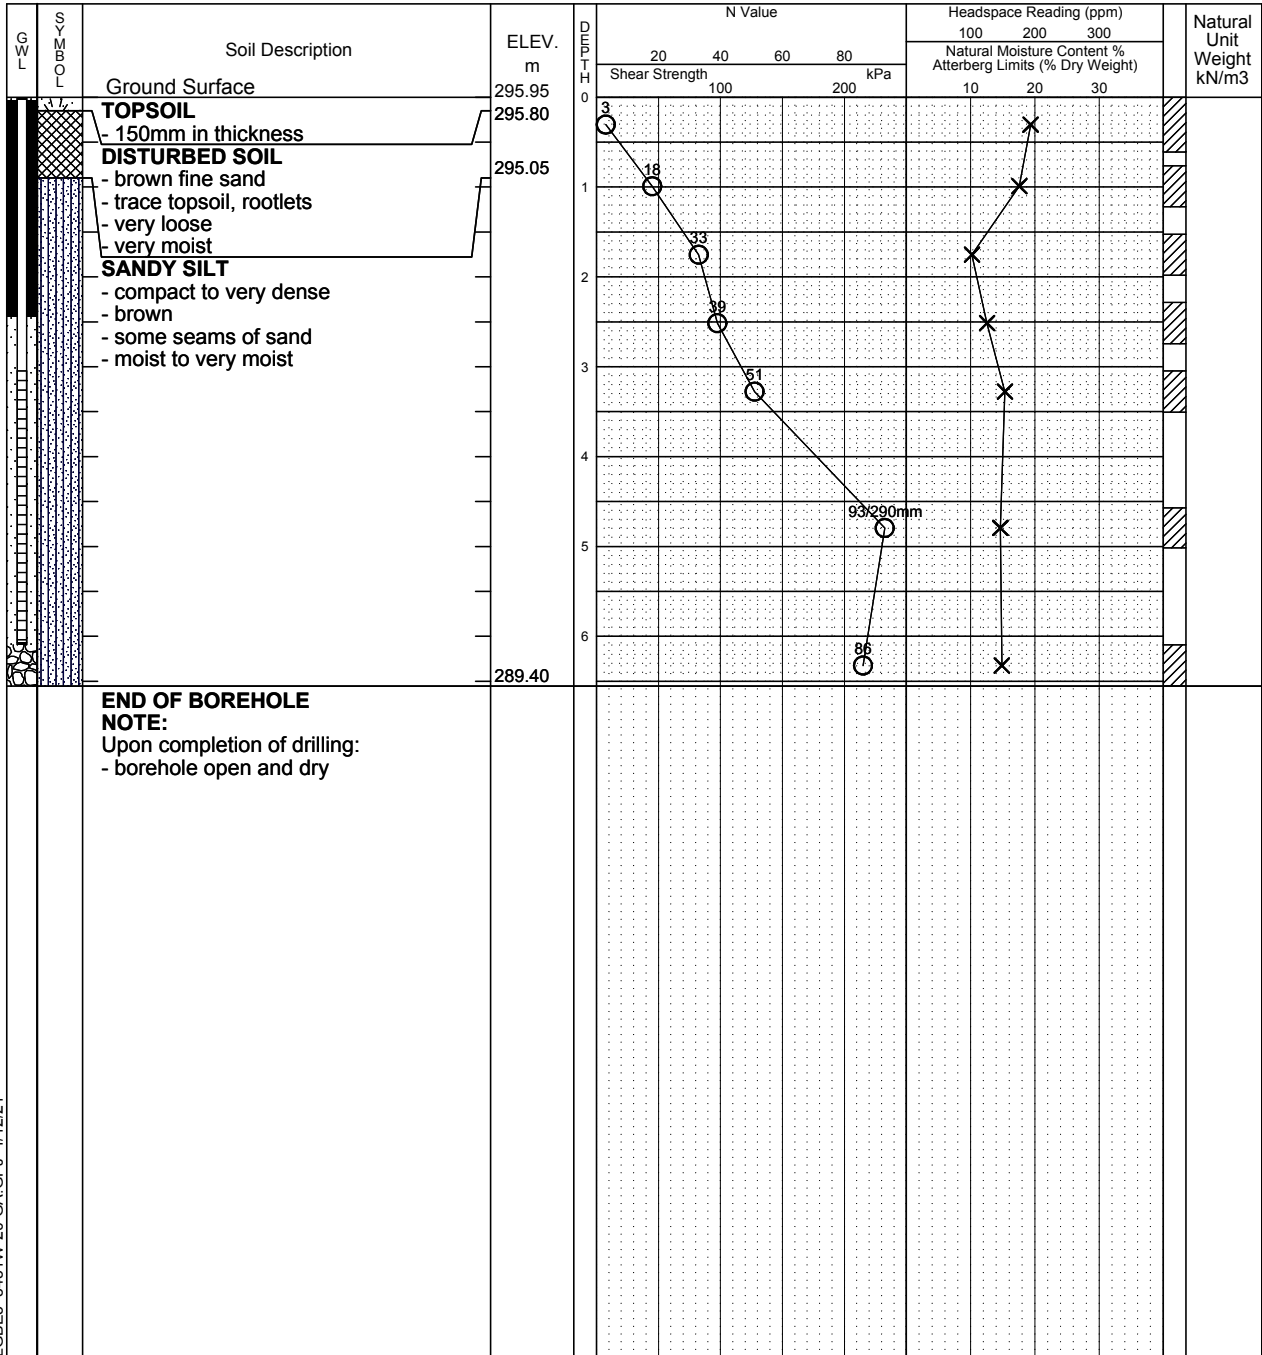 GWL
SYMBOL
Soil Description
Ground Surface
ELEV.
m
295.95
DEPTH
0
N Value
20 40 60 80
Shear Strength kPa
100 200
Headspace Reading (ppm)
100 200 300
Natural Moisture Content %
Atterberg Limits (% Dry Weight)
10 20 30
Natural
Unit
Weight
kN/m3
TOPSOIL
- 150mm in thickness
295.80
DISTURBED SOIL
- brown fine sand
- trace topsoil, rootlets
- very loose
- very moist
295.05
SANDY SILT
- compact to very dense
- brown
- some seams of sand
- moist to very moist
289.40
1
2
3
4
5
6
3
18
33
39
51
93/290mm
86
END OF BOREHOLE
NOTE:
Upon completion of drilling:
- borehole open and dry